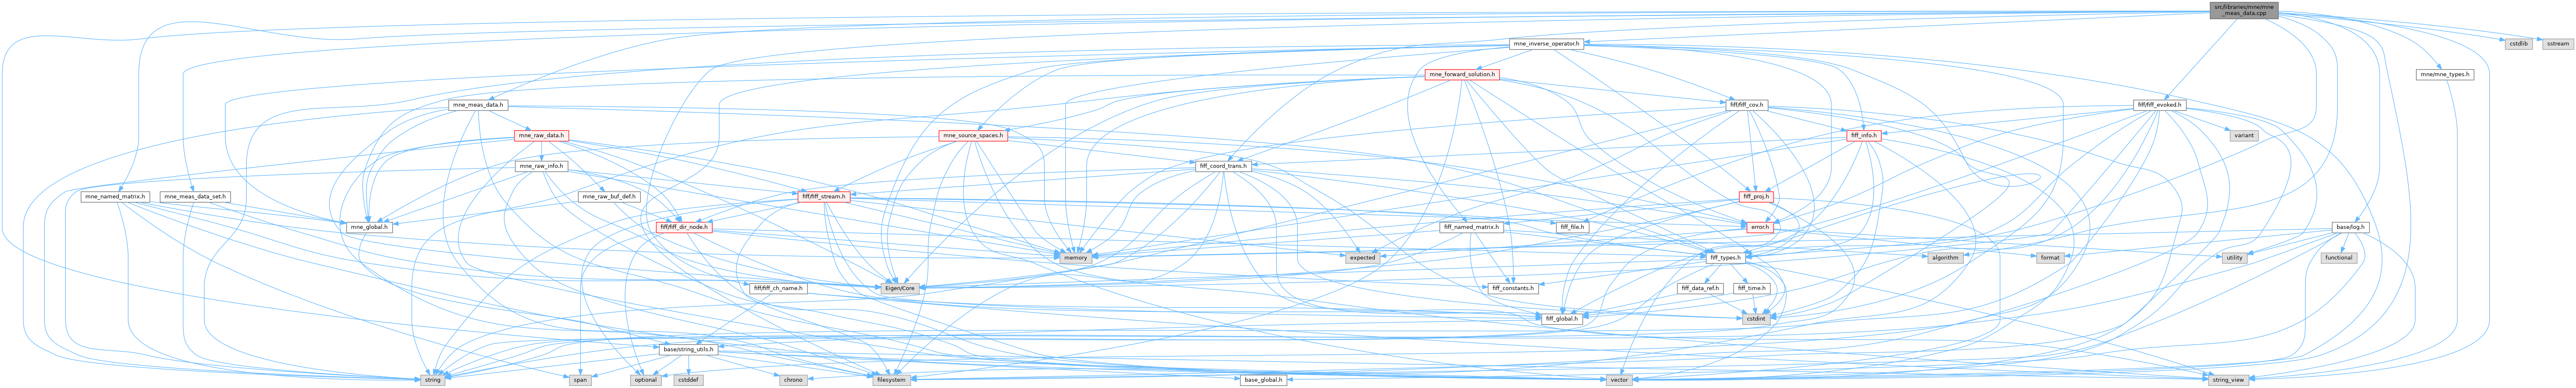 src/libraries/mne/mne
_meas_data.cpp
mne_inverse_operator.h
cstdlib
sstream
mne_forward_solution.h
mne/mne_types.h
mne_meas_data.h
fiff/fiff_cov.h
fiff/fiff_evoked.h
mne_raw_data.h
mne_source_spaces.h
fiff_info.h
variant
mne_raw_info.h
fiff_coord_trans.h
mne_named_matrix.h
mne_meas_data_set.h
mne_raw_buf_def.h
fiff/fiff_stream.h
fiff_proj.h
mne_global.h
fiff/fiff_dir_node.h
fiff_file.h
fiff_named_matrix.h
error.h
base/log.h
memory
expected
fiff_types.h
algorithm
format
utility
functional
Eigen/Core
fiff/fiff_ch_name.h
fiff_constants.h
fiff_data_ref.h
fiff_time.h
fiff_global.h
cstdint
base/string_utils.h
string
span
optional
cstddef
chrono
filesystem
base_global.h
vector
string_view